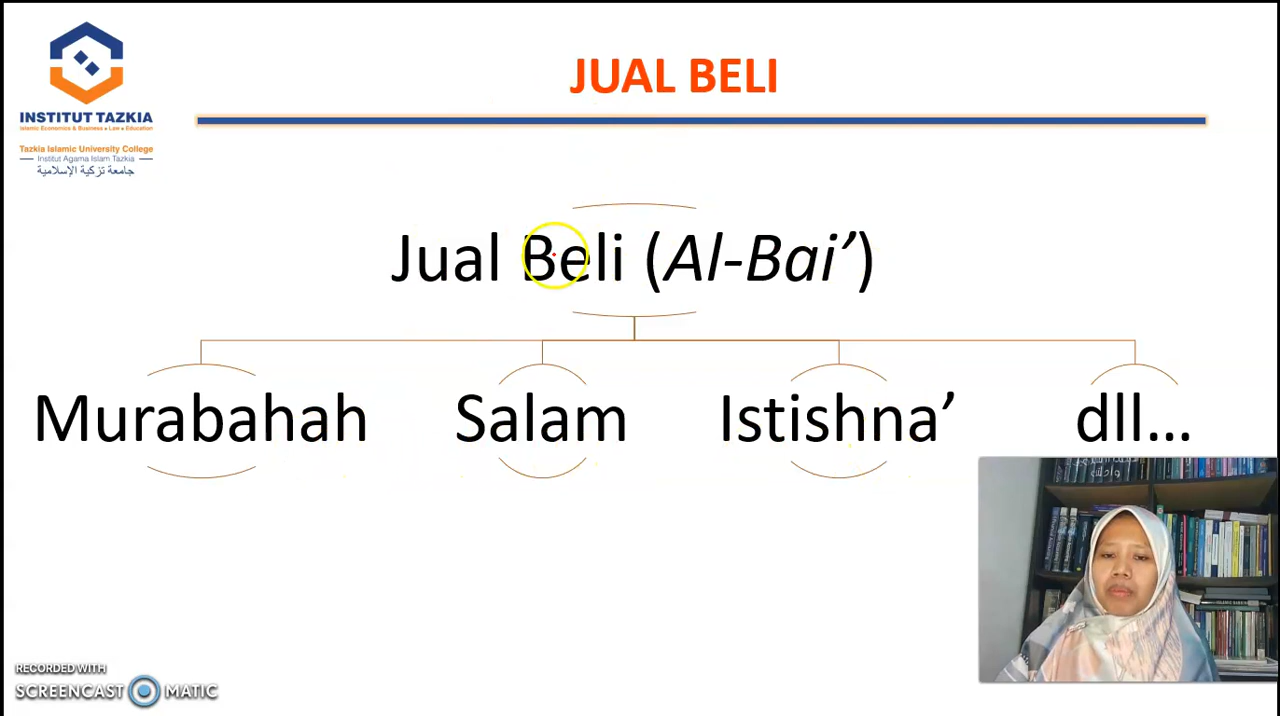 JUAL BELI
INSTITUT TAZKIA
Islamic Economics & Business • Law • Education
Tazkia Islamic University College
Institut Agama Islam Tazkia
جامعة تزكية الإسلامية
Jual Beli (Al-Bai’)
Murabahah Salam Istishna’ dll...
RECORDED WITH
SCREENCAST MATIC